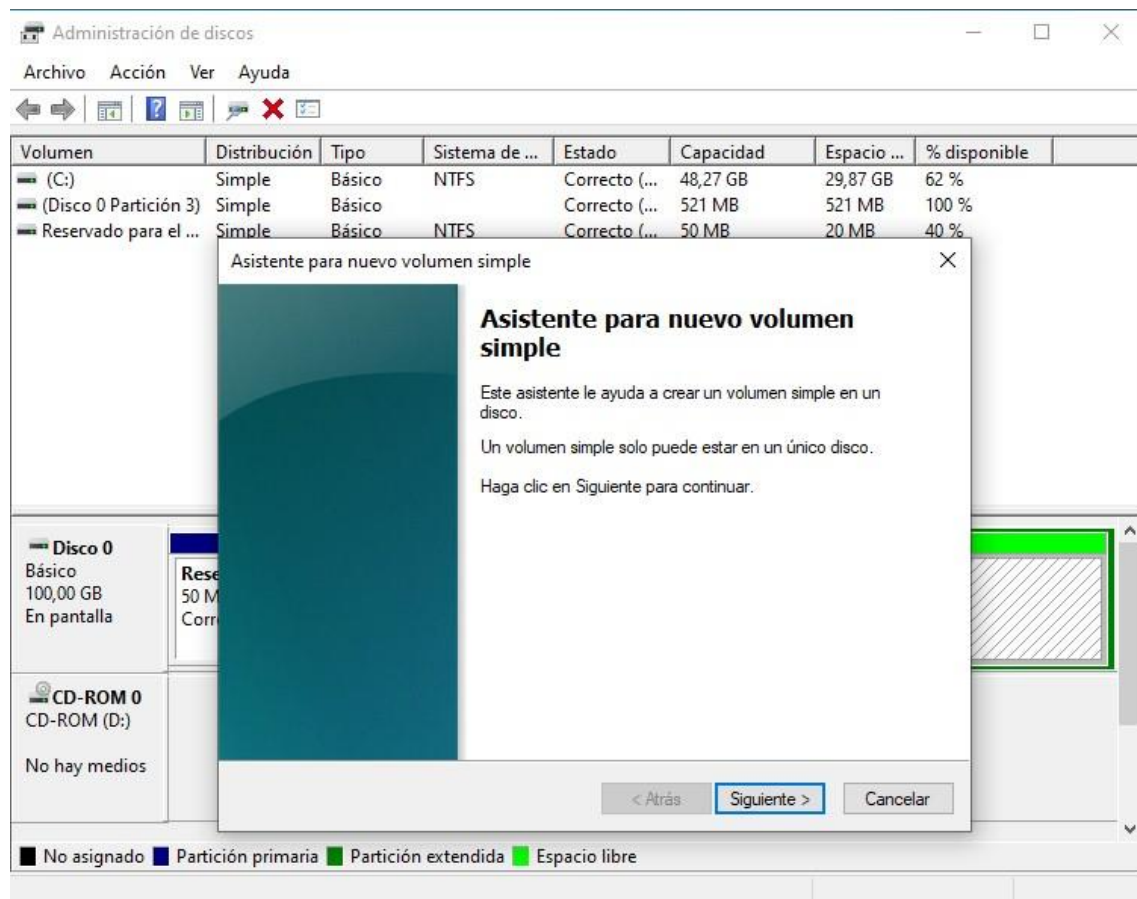 Administración de discos
Archivo Acción Ver Ayuda
Volumen Distribución Tipo Sistema de ... Estado Capacidad Espacio ... % disponible
(C:) Simple Básico NTFS Correcto (... 48,27 GB 29,87 GB 62 %
(Disco 0 Partición 3) Simple Básico Correcto (... 521 MB 521 MB 100 %
Reservado para el ... Simple Básico NTFS Correcto (... 50 MB 20 MB 40 %
Asistente para nuevo volumen simple
Asistente para nuevo volumen
simple
Este asistente le ayuda a crear un volumen simple en un
disco.
Un volumen simple solo puede estar en un único disco.
Haga clic en Siguiente para continuar.
< Atrás Siguiente > Cancelar
Disco 0
Básico
100,00 GB
En pantalla
Rese
50 M
Corr
CD-ROM 0
CD-ROM (D:)
No hay medios
No asignado Partición primaria Partición extendida Espacio libre